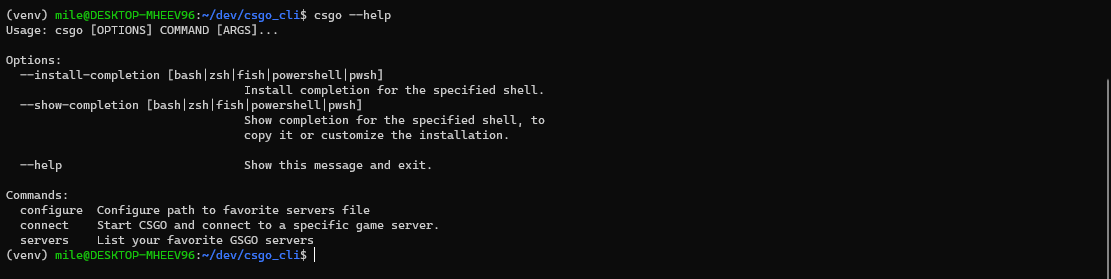 (venv) mile@DESKTOP-MHEEV96:~/dev/csgo_cli$ csgo --help
Usage: csgo [OPTIONS] COMMAND [ARGS]...

Options:
  --install-completion [bash|zsh|fish|powershell|pwsh]
                                  Install completion for the specified shell.
  --show-completion [bash|zsh|fish|powershell|pwsh]
                                  Show completion for the specified shell, to
                                  copy it or customize the installation.

  --help                          Show this message and exit.

Commands:
  configure  Configure path to favorite servers file
  connect    Start CSGO and connect to a specific game server.
  servers    List your favorite GSGO servers
(venv) mile@DESKTOP-MHEEV96:~/dev/csgo_cli$